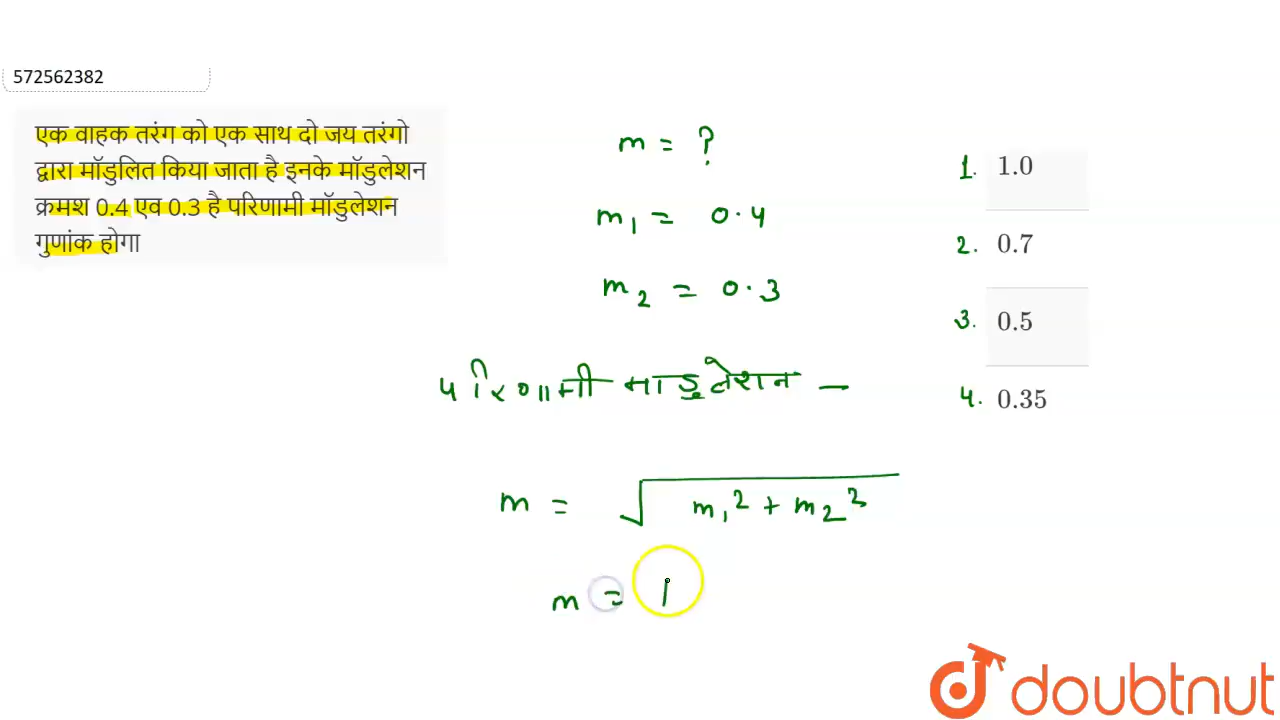 572562382
एक वाहक तरंग को एक साथ दो जय तरंगो
द्वारा मॉडुलित किया जाता है इनके मॉडुलेशन
क्रमश 0.4 एव 0.3 है परिणामी मॉडुलेशन
गुणांक होगा
m = ?
m₁ = 0.4
m₂ = 0.3
परिणामी माडुलेशन –
m = √(m₁² + m₂²)
m =
1. 1.0
2. 0.7
3. 0.5
4. 0.35
doubtnut